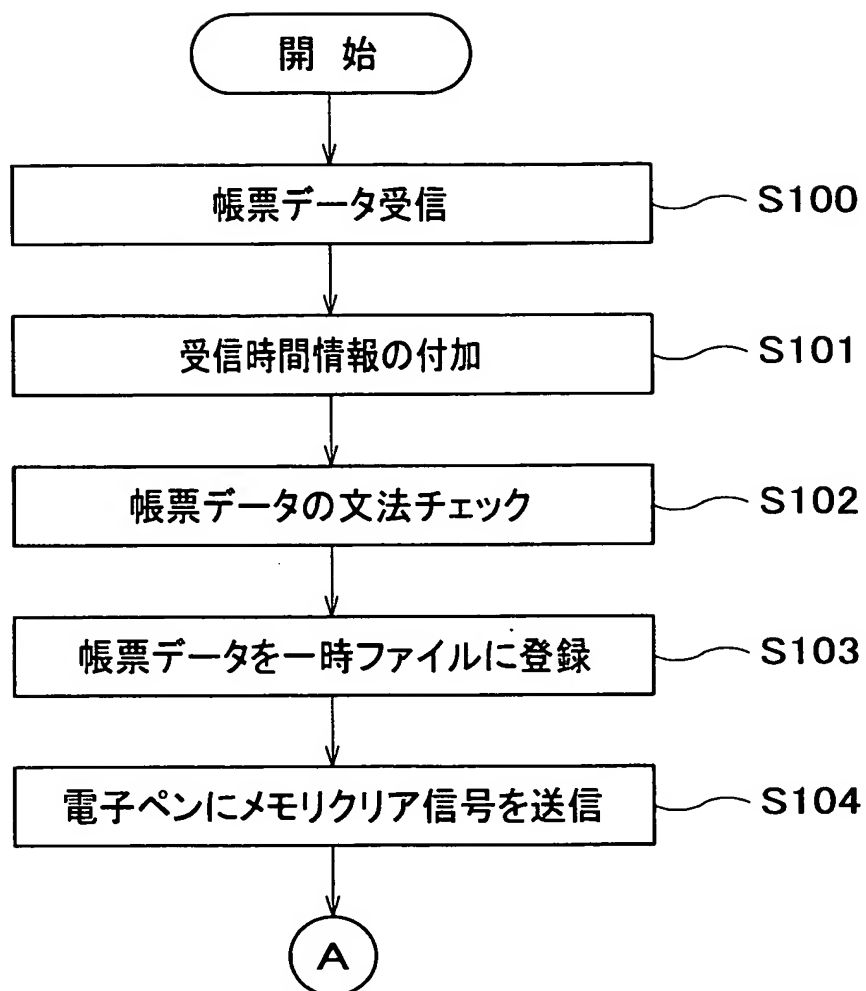 開 始
帳票データ受信
S100
受信時間情報の付加
S101
帳票データの文法チェック
S102
帳票データを一時ファイルに登録
S103
電子ペンにメモリクリア信号を送信
S104
A